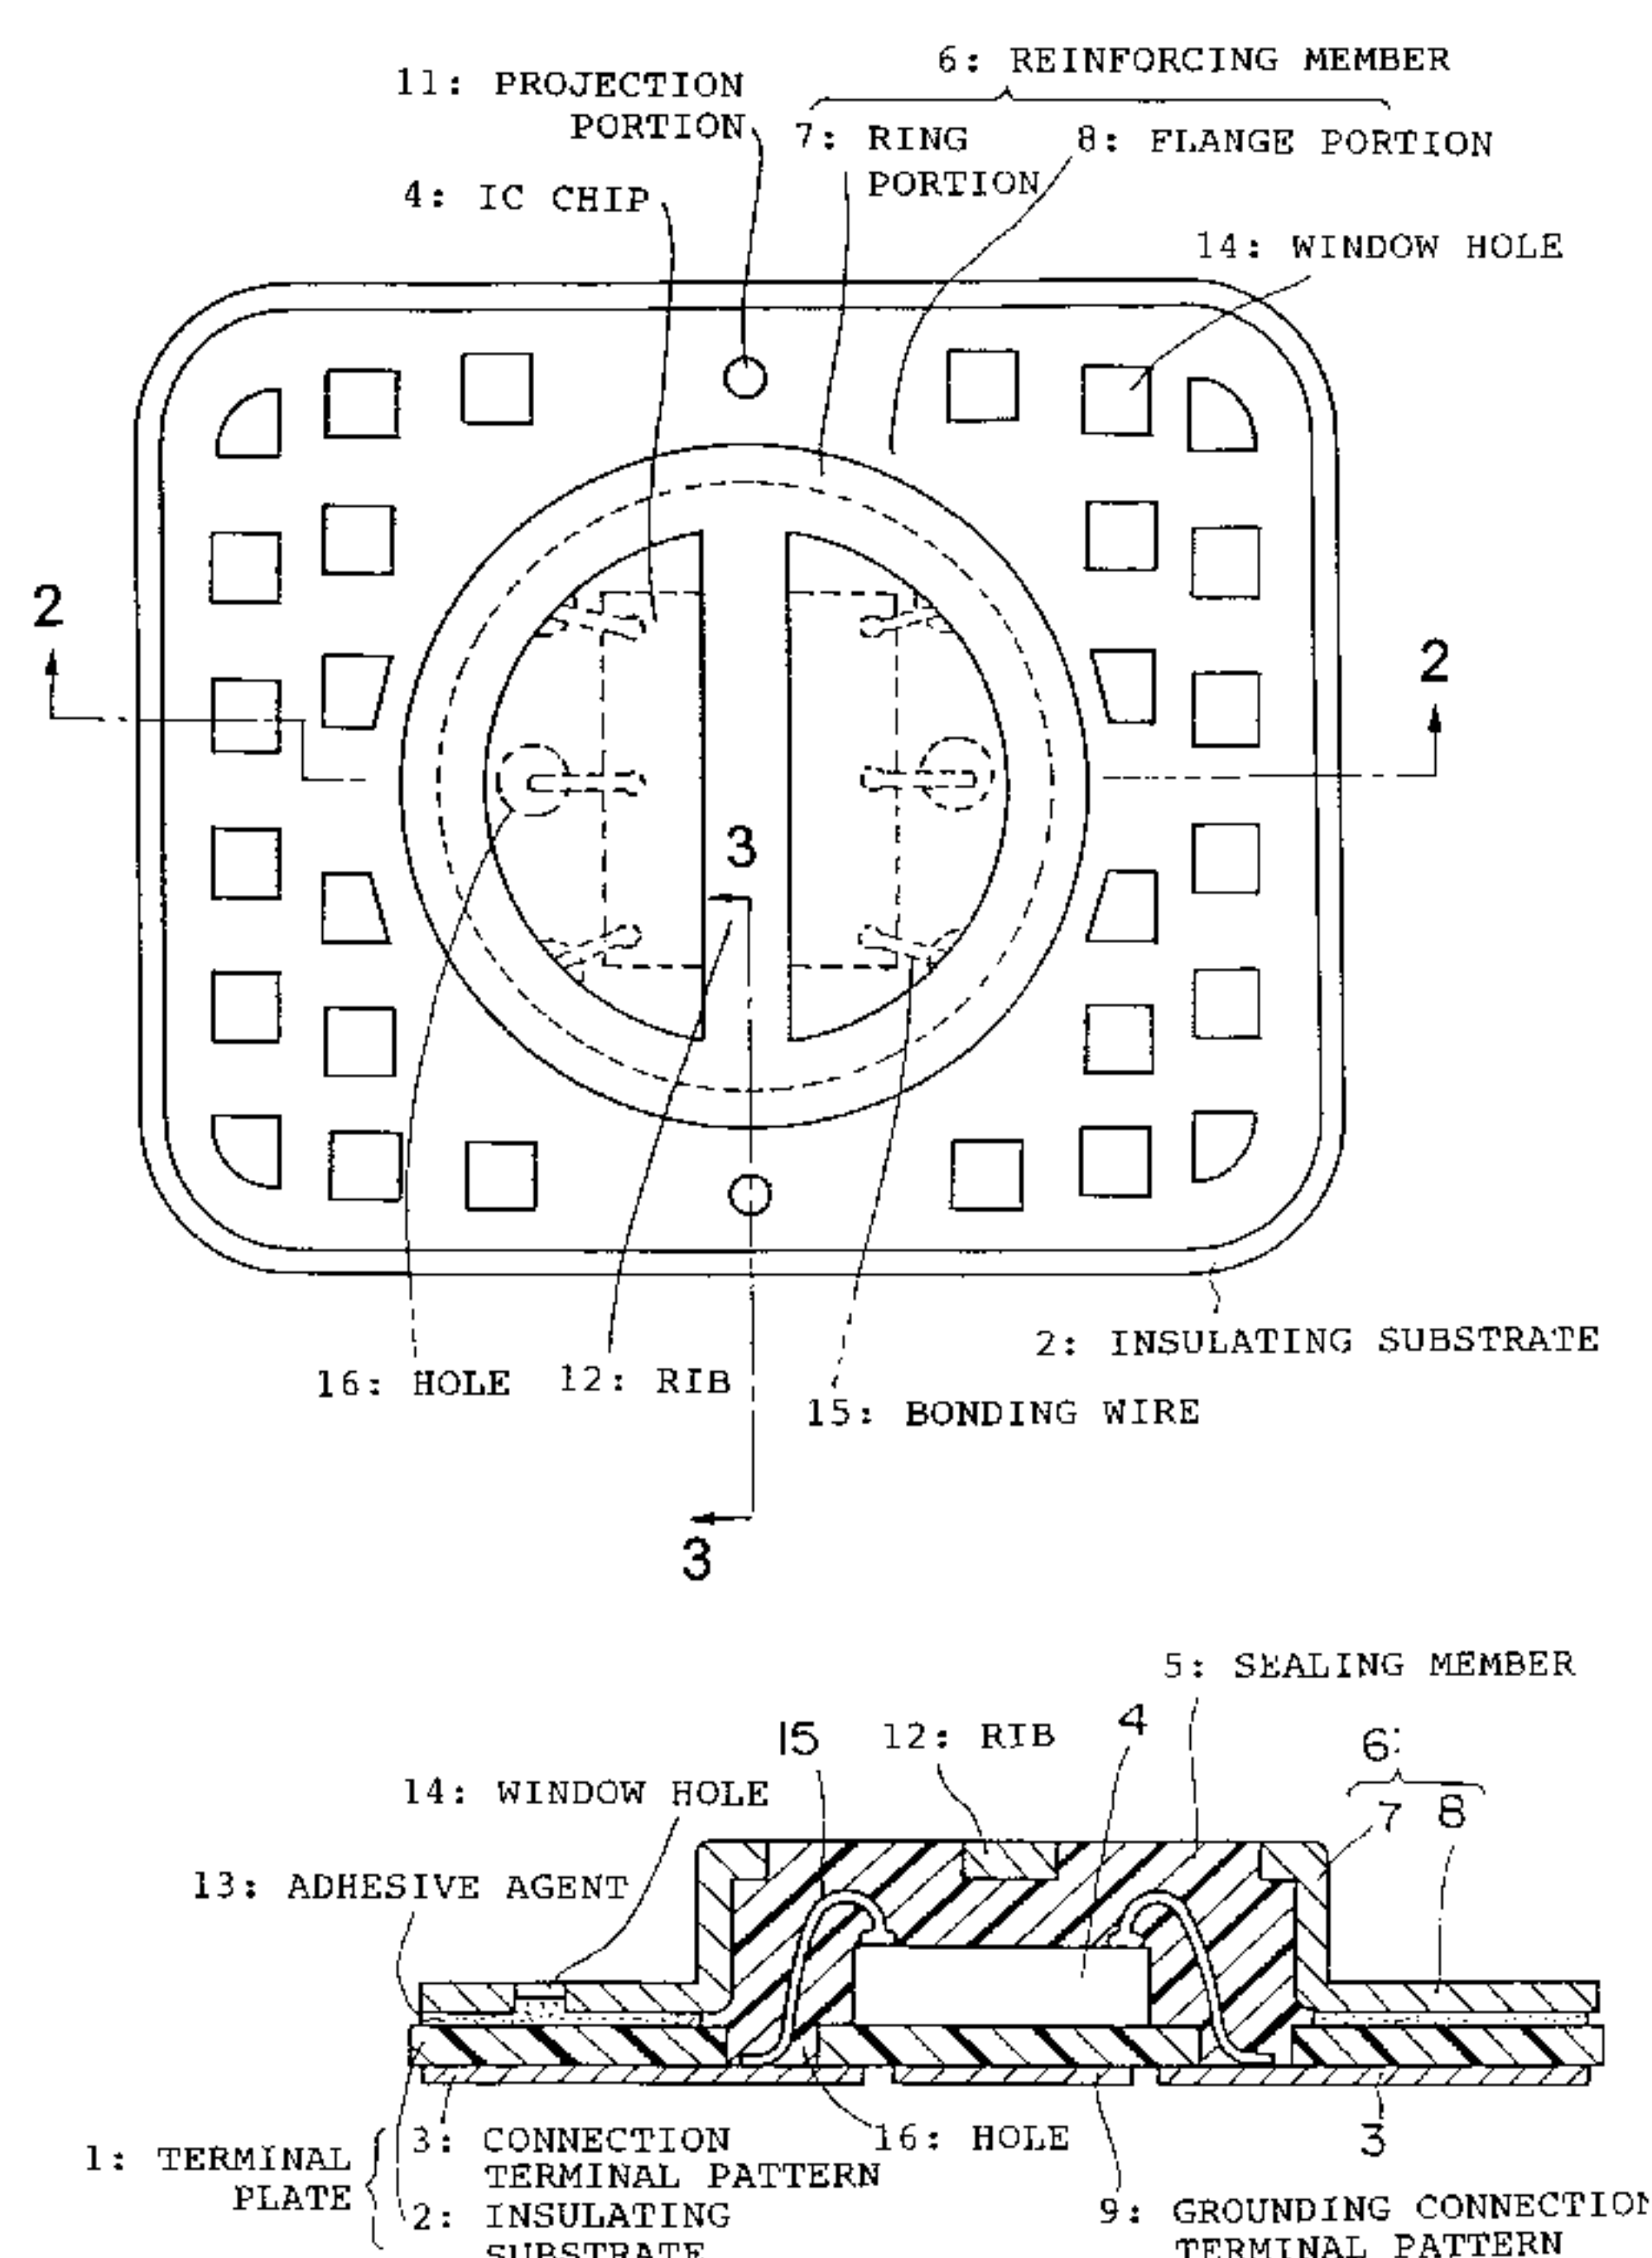 6: REINFORCING MEMBER
11: PROJECTION
PORTION
7: RING
PORTION
8: FLANGE PORTION
4: IC CHIP
14: WINDOW HOLE
2
2
3
2: INSULATING SUBSTRATE
16: HOLE
12: RIB
15: BONDING WIRE
3
5: SEALING MEMBER
15
12: RIB
4
6:
7
8
14: WINDOW HOLE
13: ADHESIVE AGENT
1: TERMINAL
PLATE
3: CONNECTION
TERMINAL PATTERN
2: INSULATING
SUBSTRATE
16: HOLE
3
9: GROUNDING CONNECTION
TERMINAL PATTERN